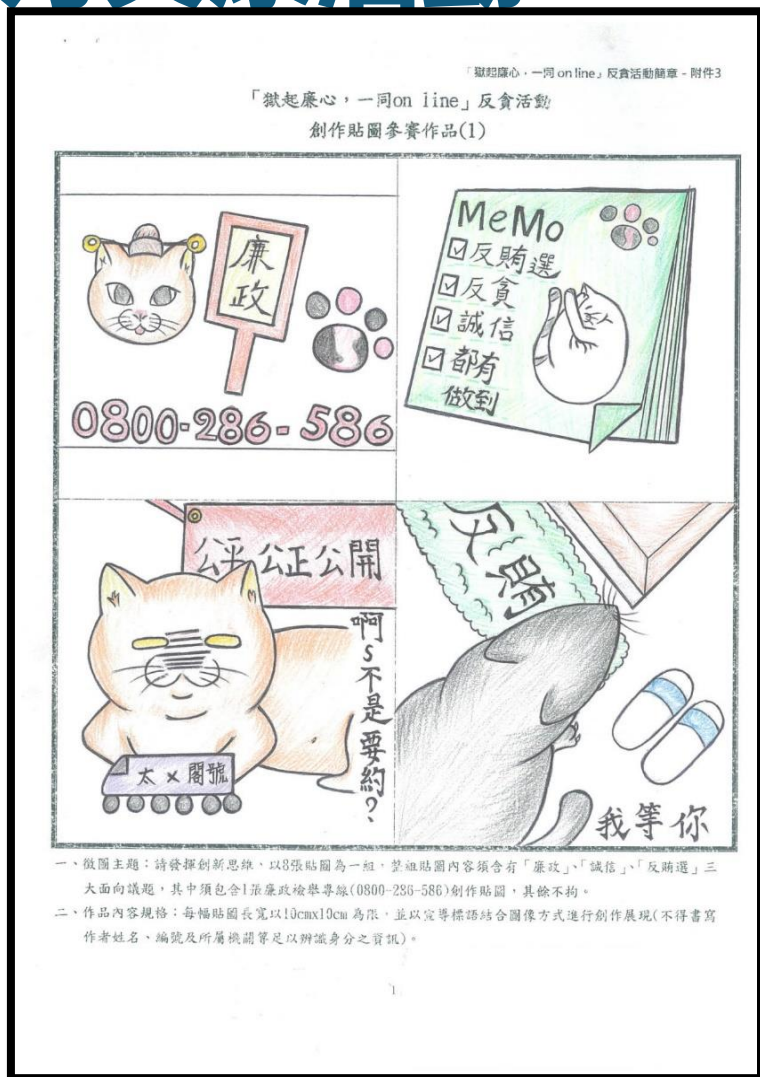 「獄起廉心,一同 on line」反貪活動簡章 - 附件3
「獄起廉心,一同on line」反貪活動
創作貼圖參賽作品(1)
廉政
0800-286-586
MeMo
☑反賄選
☑反貪
☑誠信
☑都有
做到
公平公正公開
啊S不是要約?
太×閣號
反賄
我等你
一、徵圖主題:請發揮創新思維,以8張貼圖為一組,整組貼圖內容須含有「廉政」、「誠信」、「反賄選」三
大面向議題,其中須包含1張廉政檢舉專線(0800-286-586)創作貼圖,其餘不拘。
二、作品內容規格:每幅貼圖長寬以10cmx10cm 為限,並以宣導標語結合圖像方式進行創作展現(不得書寫
作者姓名、編號及所屬機關等足以辨識身分之資訊)。
1